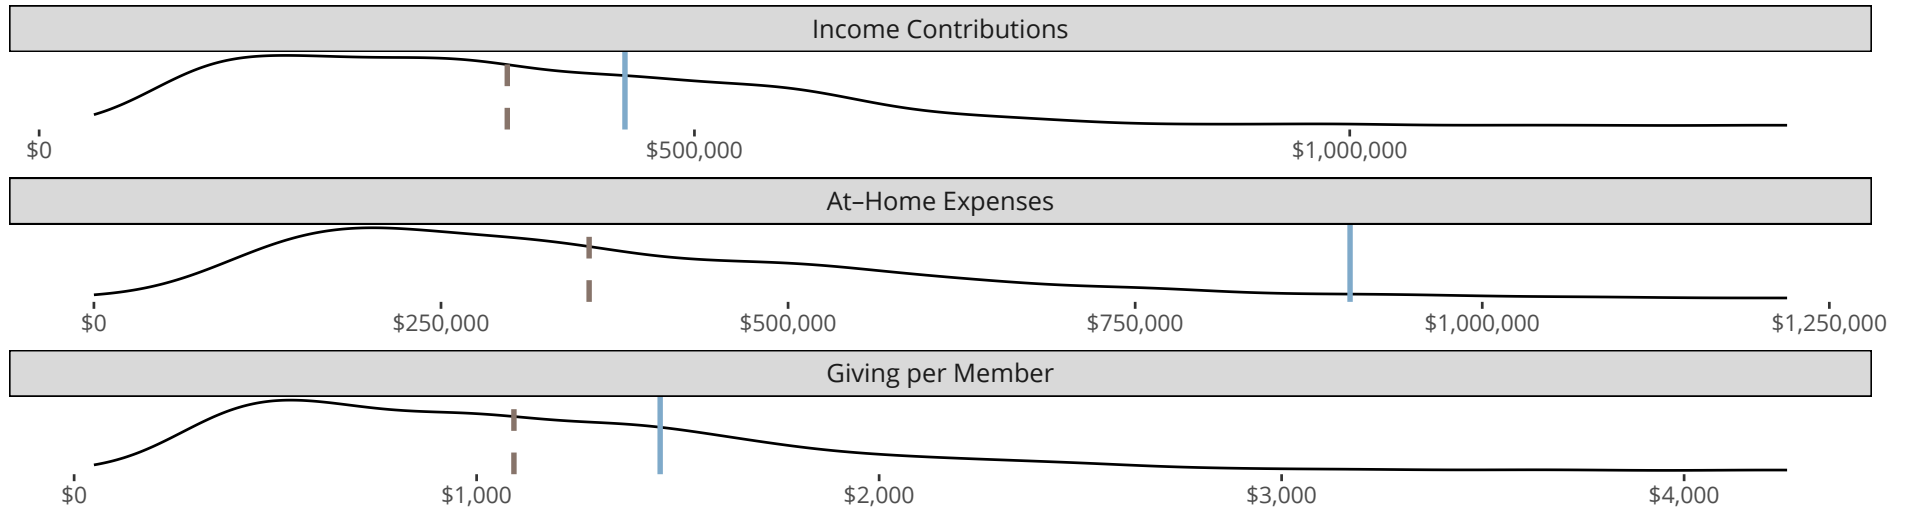 Income Contributions
$0 $500,000 $1,000,000
At–Home Expenses
$0 $250,000 $500,000 $750,000 $1,000,000 $1,250,000
Giving per Member
$0 $1,000 $2,000 $3,000 $4,000